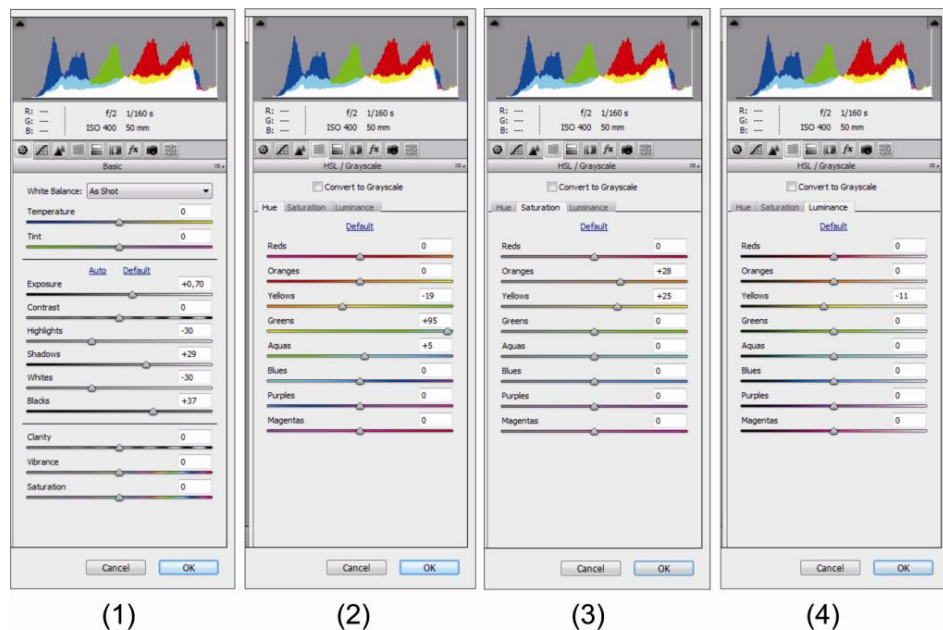 R: ---
G: ---
B: ---
f/2 1/160 s
ISO 400 50 mm
Basic
White Balance: As Shot
Temperature 0
Tint 0
Auto Default
Exposure +0,70
Contrast 0
Highlights -30
Shadows +29
Whites -30
Blacks +37
Clarity 0
Vibrance 0
Saturation 0
Cancel OK
(1)
R: ---
G: ---
B: ---
f/2 1/160 s
ISO 400 50 mm
HSL / Grayscale
Convert to Grayscale
Hue Saturation Luminance
Default
Reds 0
Oranges 0
Yellows -19
Greens +95
Aquas +5
Blues 0
Purples 0
Magentas 0
Cancel OK
(2)
R: ---
G: ---
B: ---
f/2 1/160 s
ISO 400 50 mm
HSL / Grayscale
Convert to Grayscale
Hue Saturation Luminance
Default
Reds 0
Oranges +28
Yellows +25
Greens 0
Aquas 0
Blues 0
Purples 0
Magentas 0
Cancel OK
(3)
R: ---
G: ---
B: ---
f/2 1/160 s
ISO 400 50 mm
HSL / Grayscale
Convert to Grayscale
Hue Saturation Luminance
Default
Reds 0
Oranges 0
Yellows -11
Greens 0
Aquas 0
Blues 0
Purples 0
Magentas 0
Cancel OK
(4)